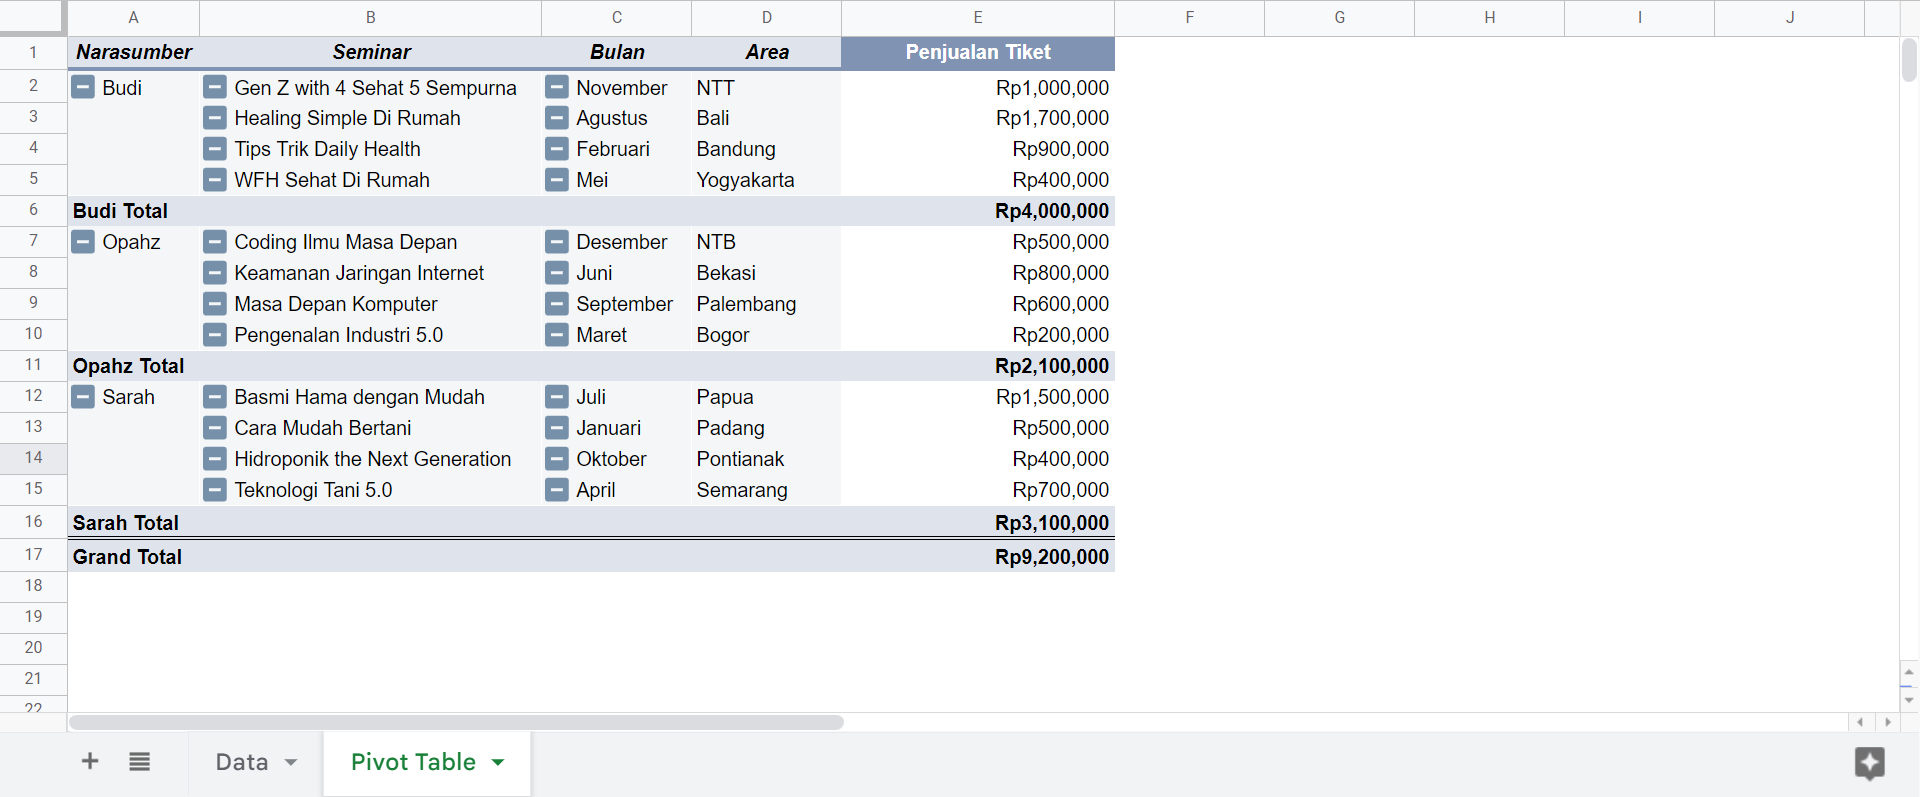 A B C D E F G H I J
1 Narasumber Seminar Bulan Area Penjualan Tiket
2 Budi Gen Z with 4 Sehat 5 Sempurna November NTT Rp1,000,000
3 Healing Simple Di Rumah Agustus Bali Rp1,700,000
4 Tips Trik Daily Health Februari Bandung Rp900,000
5 WFH Sehat Di Rumah Mei Yogyakarta Rp400,000
6 Budi Total Rp4,000,000
7 Opahz Coding Ilmu Masa Depan Desember NTB Rp500,000
8 Keamanan Jaringan Internet Juni Bekasi Rp800,000
9 Masa Depan Komputer September Palembang Rp600,000
10 Pengenalan Industri 5.0 Maret Bogor Rp200,000
11 Opahz Total Rp2,100,000
12 Sarah Basmi Hama dengan Mudah Juli Papua Rp1,500,000
13 Cara Mudah Bertani Januari Padang Rp500,000
14 Hidroponik the Next Generation Oktober Pontianak Rp400,000
15 Teknologi Tani 5.0 April Semarang Rp700,000
16 Sarah Total Rp3,100,000
17 Grand Total Rp9,200,000
18
19
20
21
22
Data Pivot Table